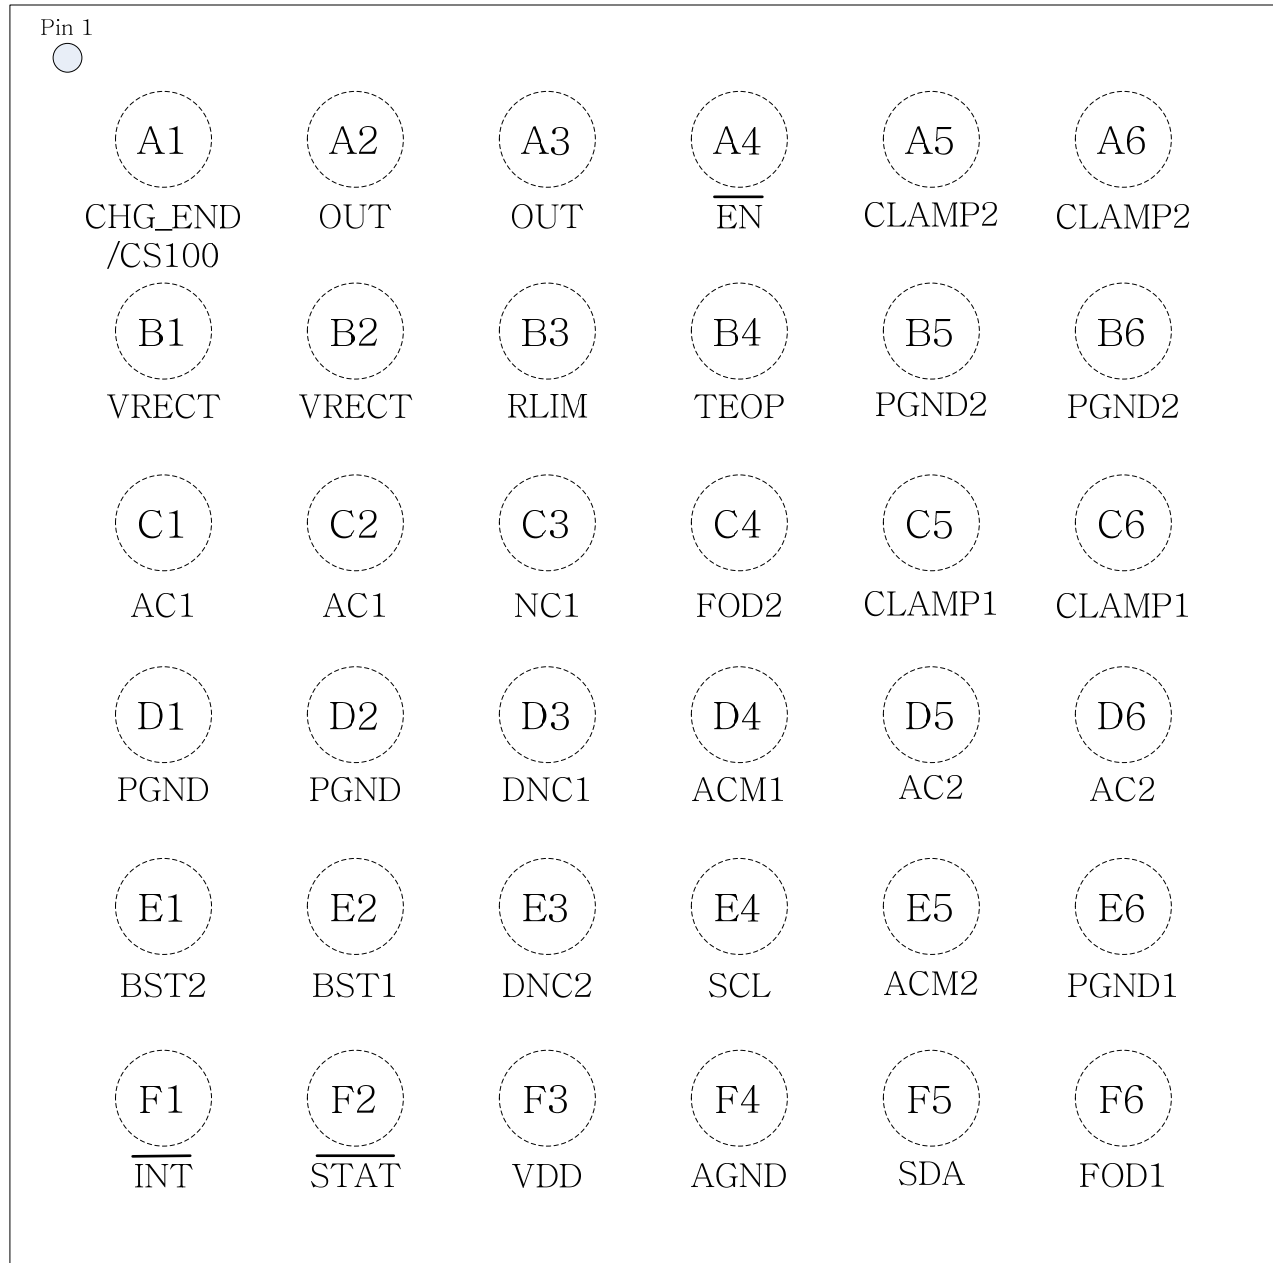 Pin 1
A1 A2 A3 A4 A5 A6
CHG_END OUT OUT E̅N̅ CLAMP2 CLAMP2
/CS100
B1 B2 B3 B4 B5 B6
VRECT VRECT RLIM TEOP PGND2 PGND2
C1 C2 C3 C4 C5 C6
AC1 AC1 NC1 FOD2 CLAMP1 CLAMP1
D1 D2 D3 D4 D5 D6
PGND PGND DNC1 ACM1 AC2 AC2
E1 E2 E3 E4 E5 E6
BST2 BST1 DNC2 SCL ACM2 PGND1
F1 F2 F3 F4 F5 F6
I̅N̅T̅ S̅T̅A̅T̅ VDD AGND SDA FOD1